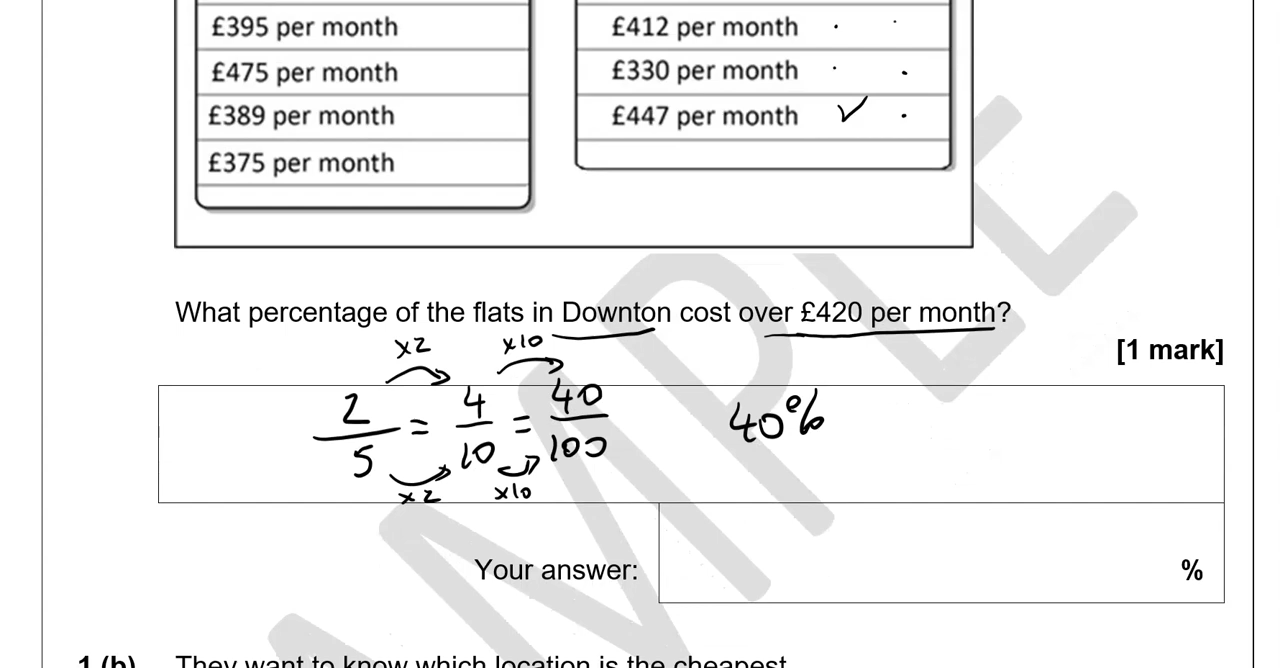 £395 per month
£475 per month
£389 per month
£375 per month
£412 per month
£330 per month
£447 per month
What percentage of the flats in Downton cost over £420 per month?
[1 mark]
x2 x10
2/5 = 4/10 = 40/100
40%
x2 x10
Your answer:
%
1 (b) They want to know which location is the cheapest